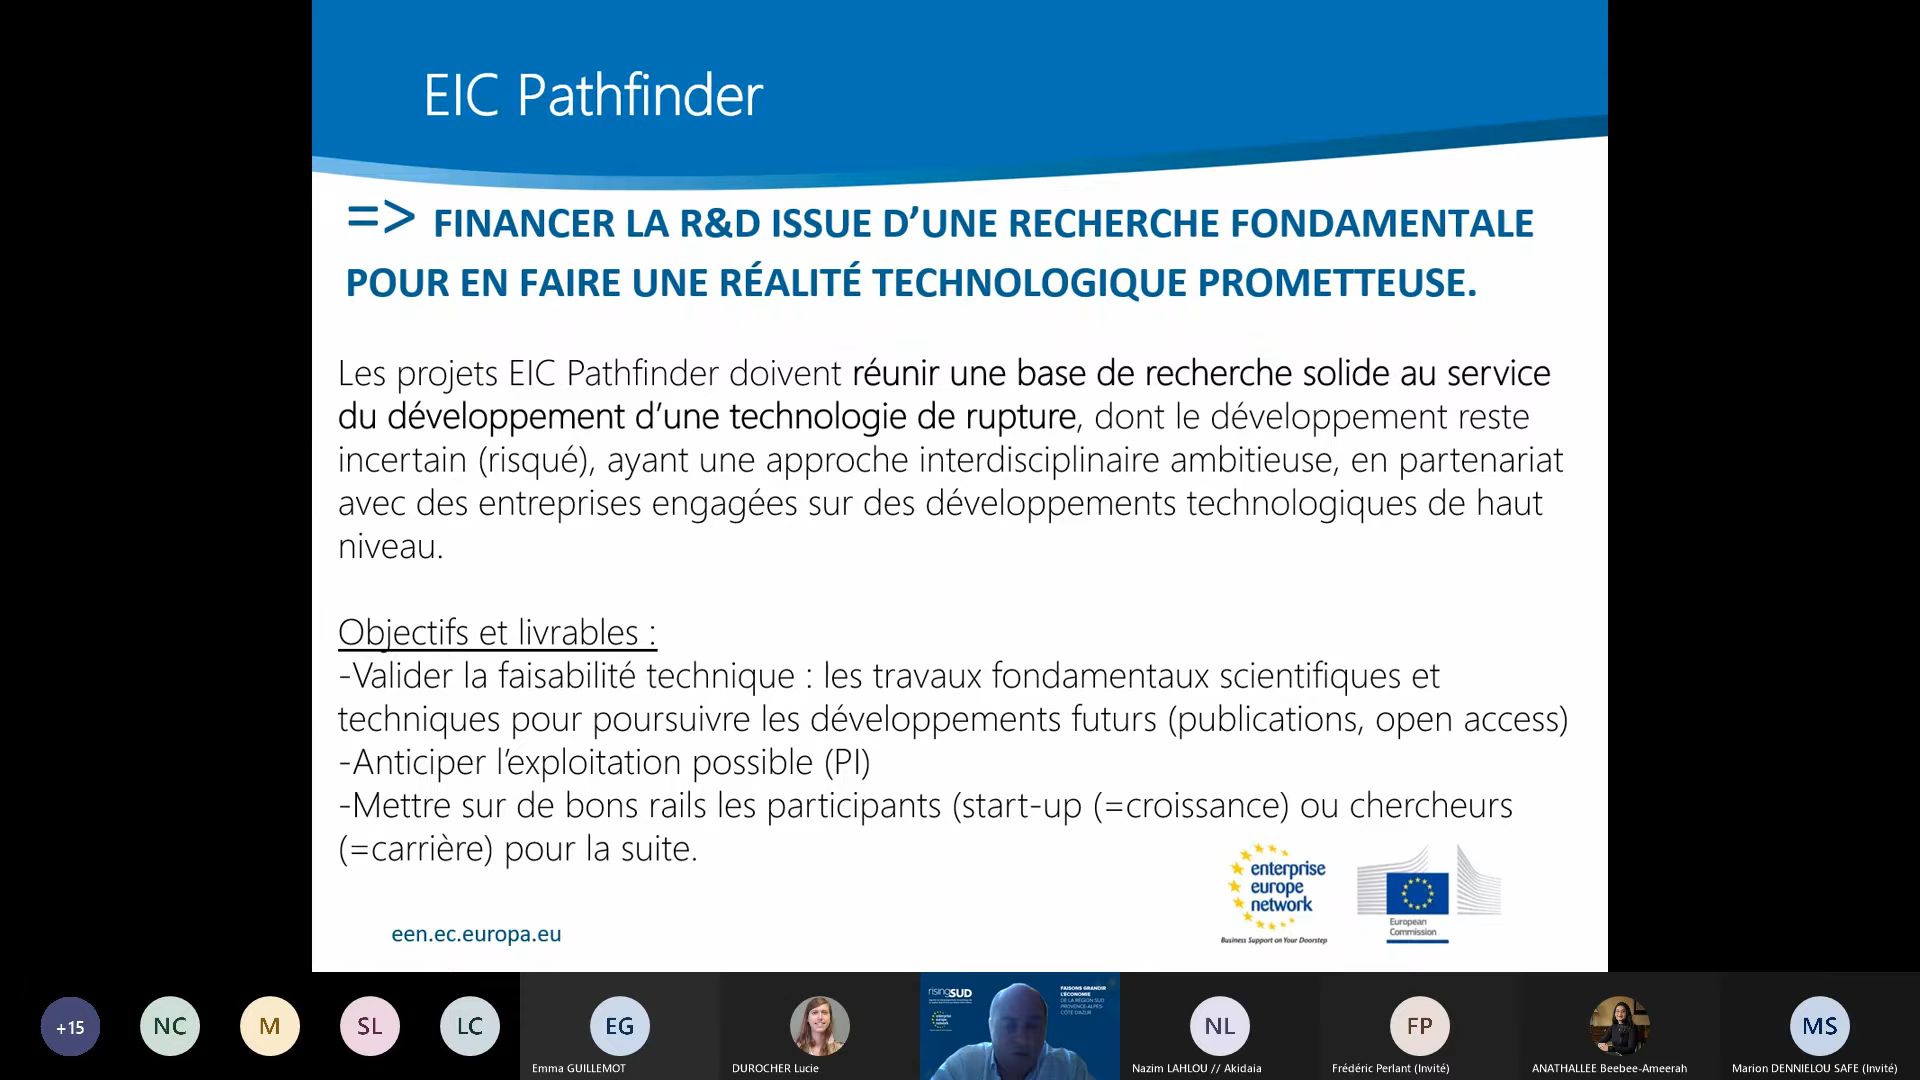 EIC Pathfinder
=> FINANCER LA R&D ISSUE D’UNE RECHERCHE FONDAMENTALE
POUR EN FAIRE UNE RÉALITÉ TECHNOLOGIQUE PROMETTEUSE.
Les projets EIC Pathfinder doivent réunir une base de recherche solide au service
du développement d’une technologie de rupture, dont le développement reste
incertain (risqué), ayant une approche interdisciplinaire ambitieuse, en partenariat
avec des entreprises engagées sur des développements technologiques de haut
niveau.
Objectifs et livrables :
-Valider la faisabilité technique : les travaux fondamentaux scientifiques et
techniques pour poursuivre les développements futurs (publications, open access)
-Anticiper l’exploitation possible (PI)
-Mettre sur de bons rails les participants (start-up (=croissance) ou chercheurs
(=carrière) pour la suite.
een.ec.europa.eu
enterprise
europe
network
Business Support on Your Doorstep
European
Commission
+15
NC
M
SL
LC
EG
Emma GUILLEMOT
DUROCHER Lucie
risingSUD
FAISONS GRANDIR
L'ÉCONOMIE
DE LA RÉGION SUD
PROVENCE-ALPES-
CÔTE D'AZUR
NL
Nazim LAHLOU // Akidaia
FP
Frédéric Perlant (Invité)
ANATHALLEE Beebee-Ameerah
MS
Marion DENNIELOU SAFE (Invité)